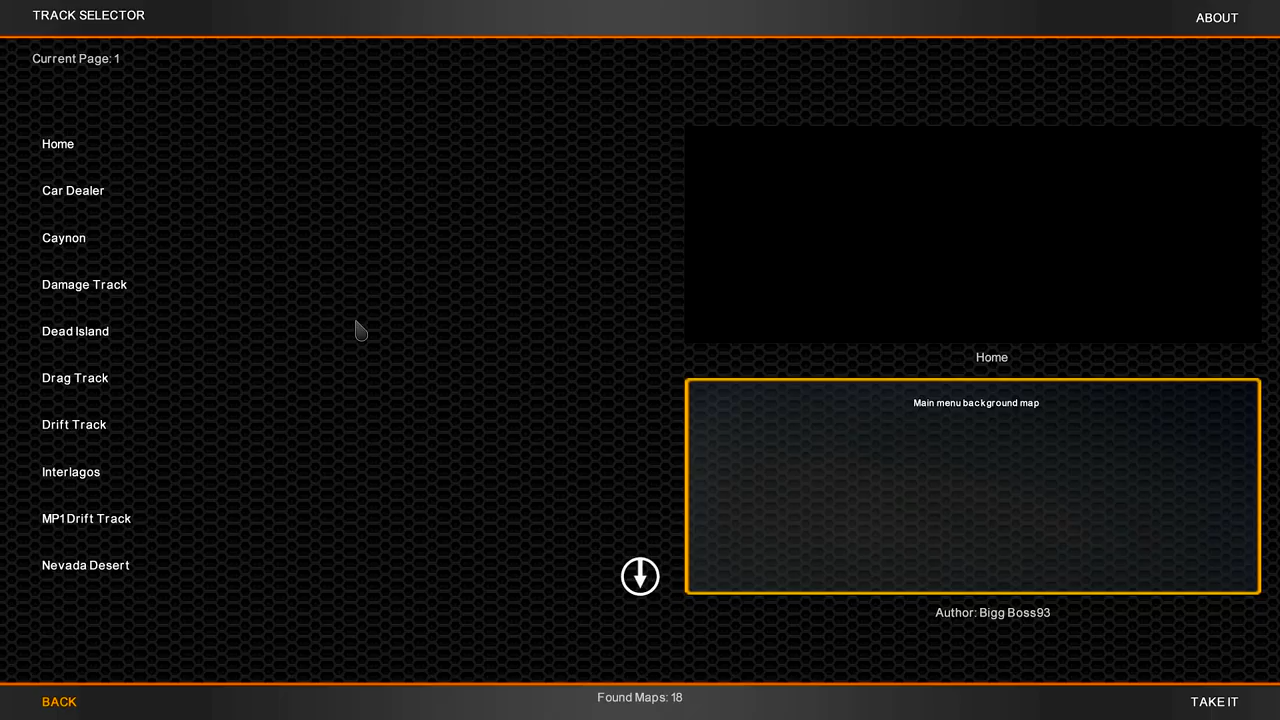 TRACK SELECTOR
ABOUT
Current Page: 1
Home
Car Dealer
Caynon
Damage Track
Dead Island
Drag Track
Drift Track
Interlagos
MP1 Drift Track
Nevada Desert
Home
Main menu background map
Author: Bigg Boss93
BACK
Found Maps: 18
TAKE IT